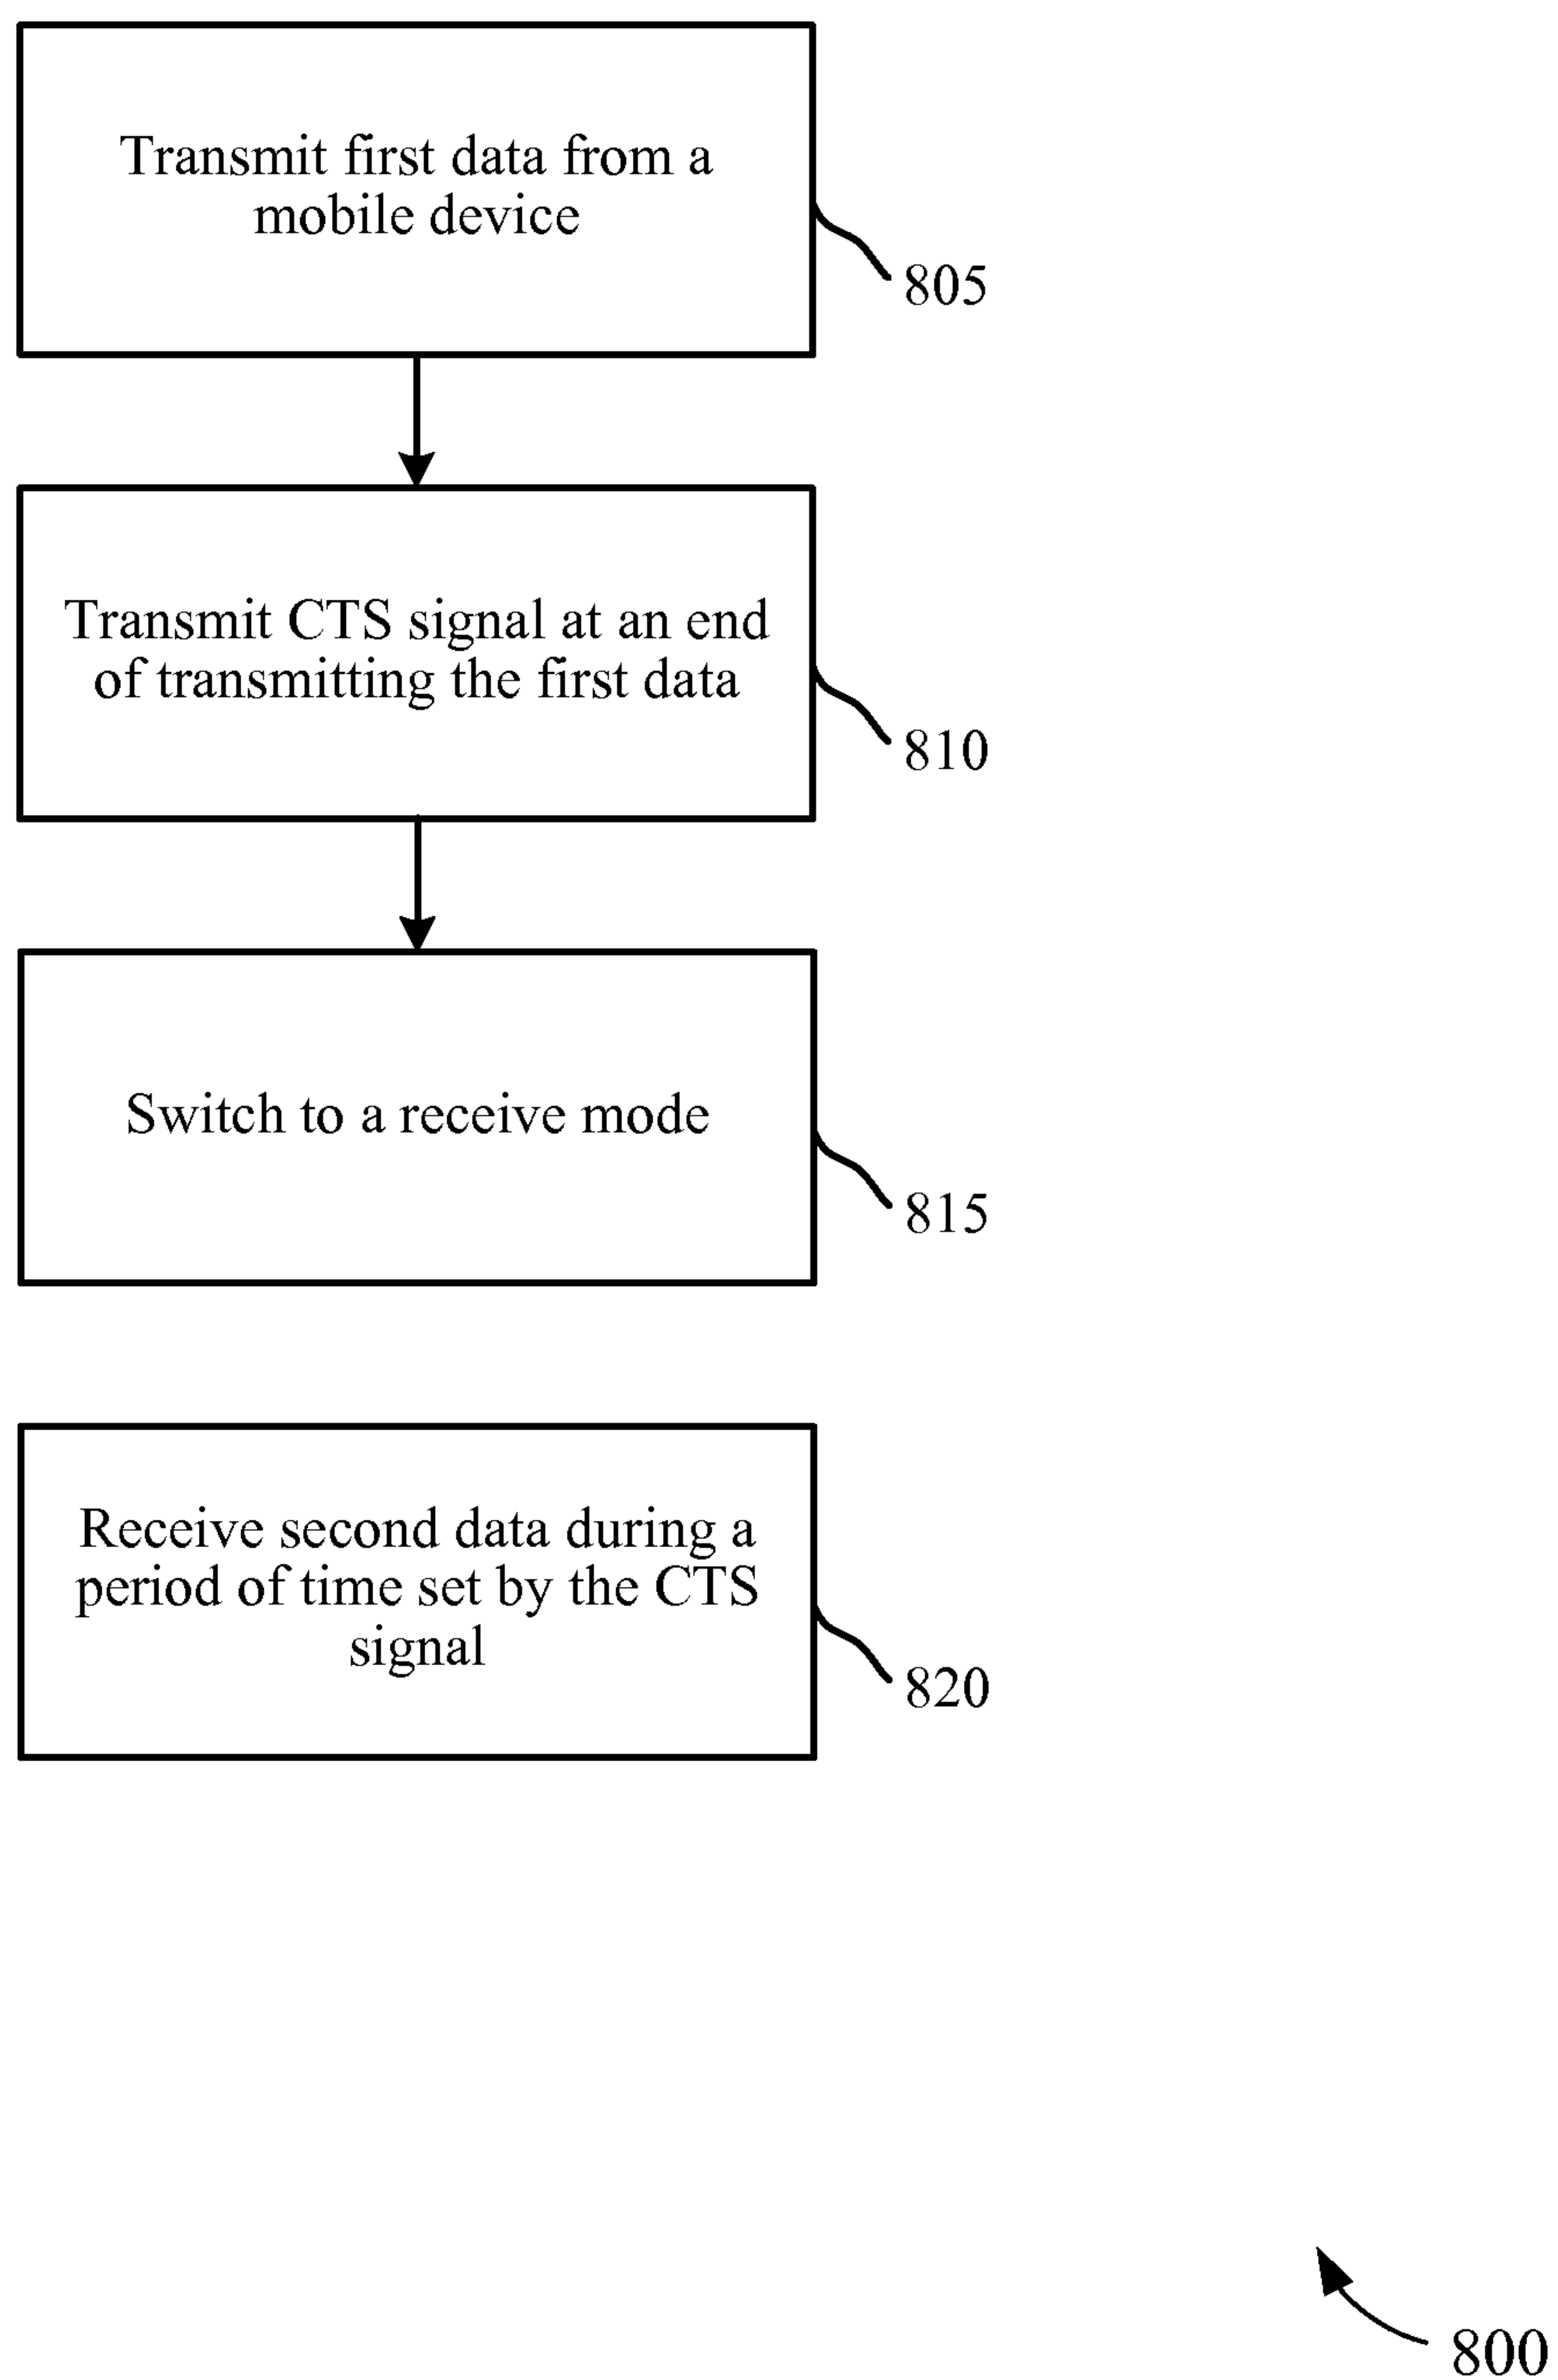 Transmit first data from a
mobile device
805
Transmit CTS signal at an end
of transmitting the first data
810
Switch to a receive mode
815
Receive second data during a
period of time set by the CTS
signal
820
800